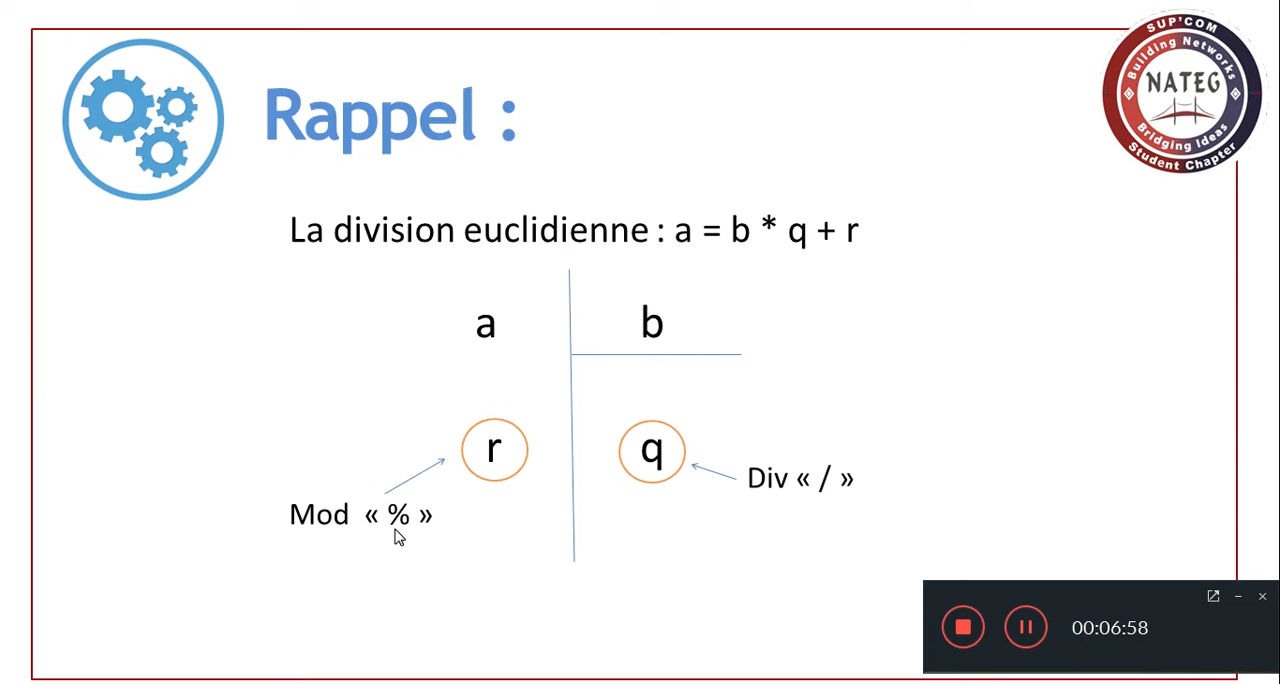 SUP'COM
Building Networks
NATEG
Bridging Ideas
Student Chapter
Rappel :
La division euclidienne : a = b * q + r
a
b
r
q
Div « / »
Mod « % »
00:06:58